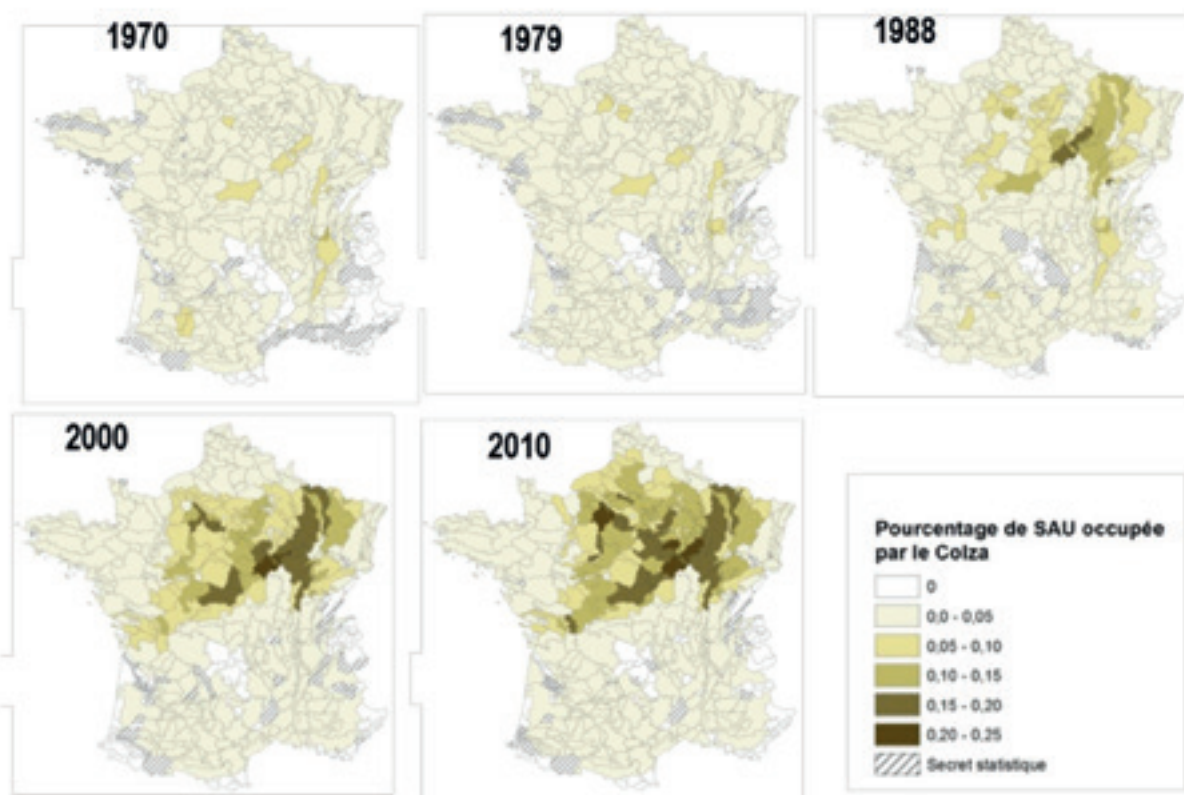 1970
1979
1988
2000
2010
Pourcentage de SAU occupée
par le Colza
0
0,0 - 0,05
0,05 - 0,10
0,10 - 0,15
0,15 - 0,20
0,20 - 0,25
Secret statistique